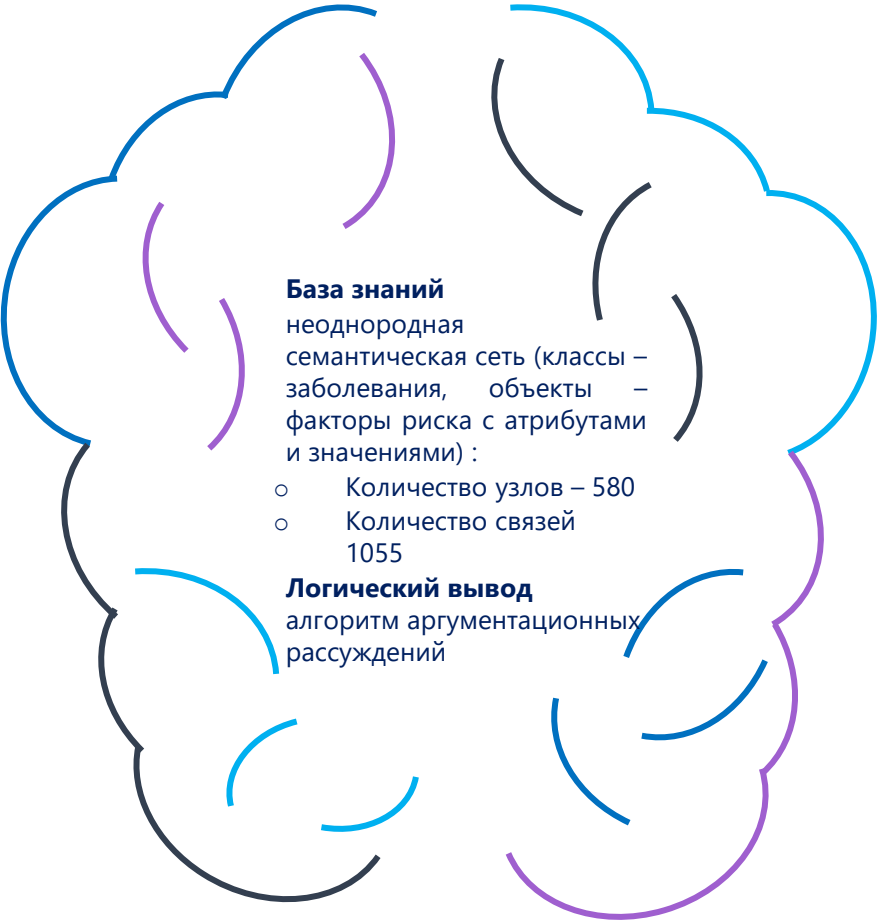 База знаний
неоднородная
семантическая сеть (классы –
заболевания, объекты –
факторы риска с атрибутами
и значениями) :
o Количество узлов – 580
o Количество связей
1055
Логический вывод
алгоритм аргументационных
рассуждений